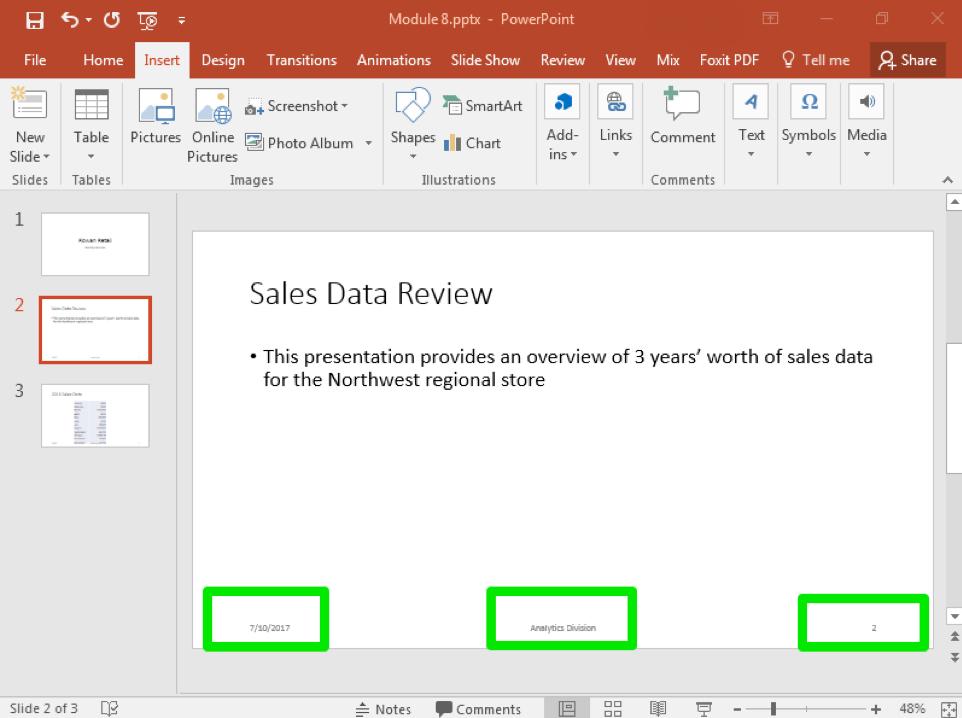 Module 8.pptx - PowerPoint
File Home Insert Design Transitions Animations Slide Show Review View Mix Foxit PDF Tell me Share
New Slide
Table
Pictures
Online Pictures
Screenshot
Photo Album
Shapes
SmartArt
Chart
Add-ins
Links
Comment
Text
Symbols
Media
Slides Tables Images Illustrations Comments
1
Rowan Retail
2
Sales Data Review
3
Sales Data Review
• This presentation provides an overview of 3 years’ worth of sales data
for the Northwest regional store
7/10/2017 Analytics Division 2
Slide 2 of 3 Notes Comments 48%